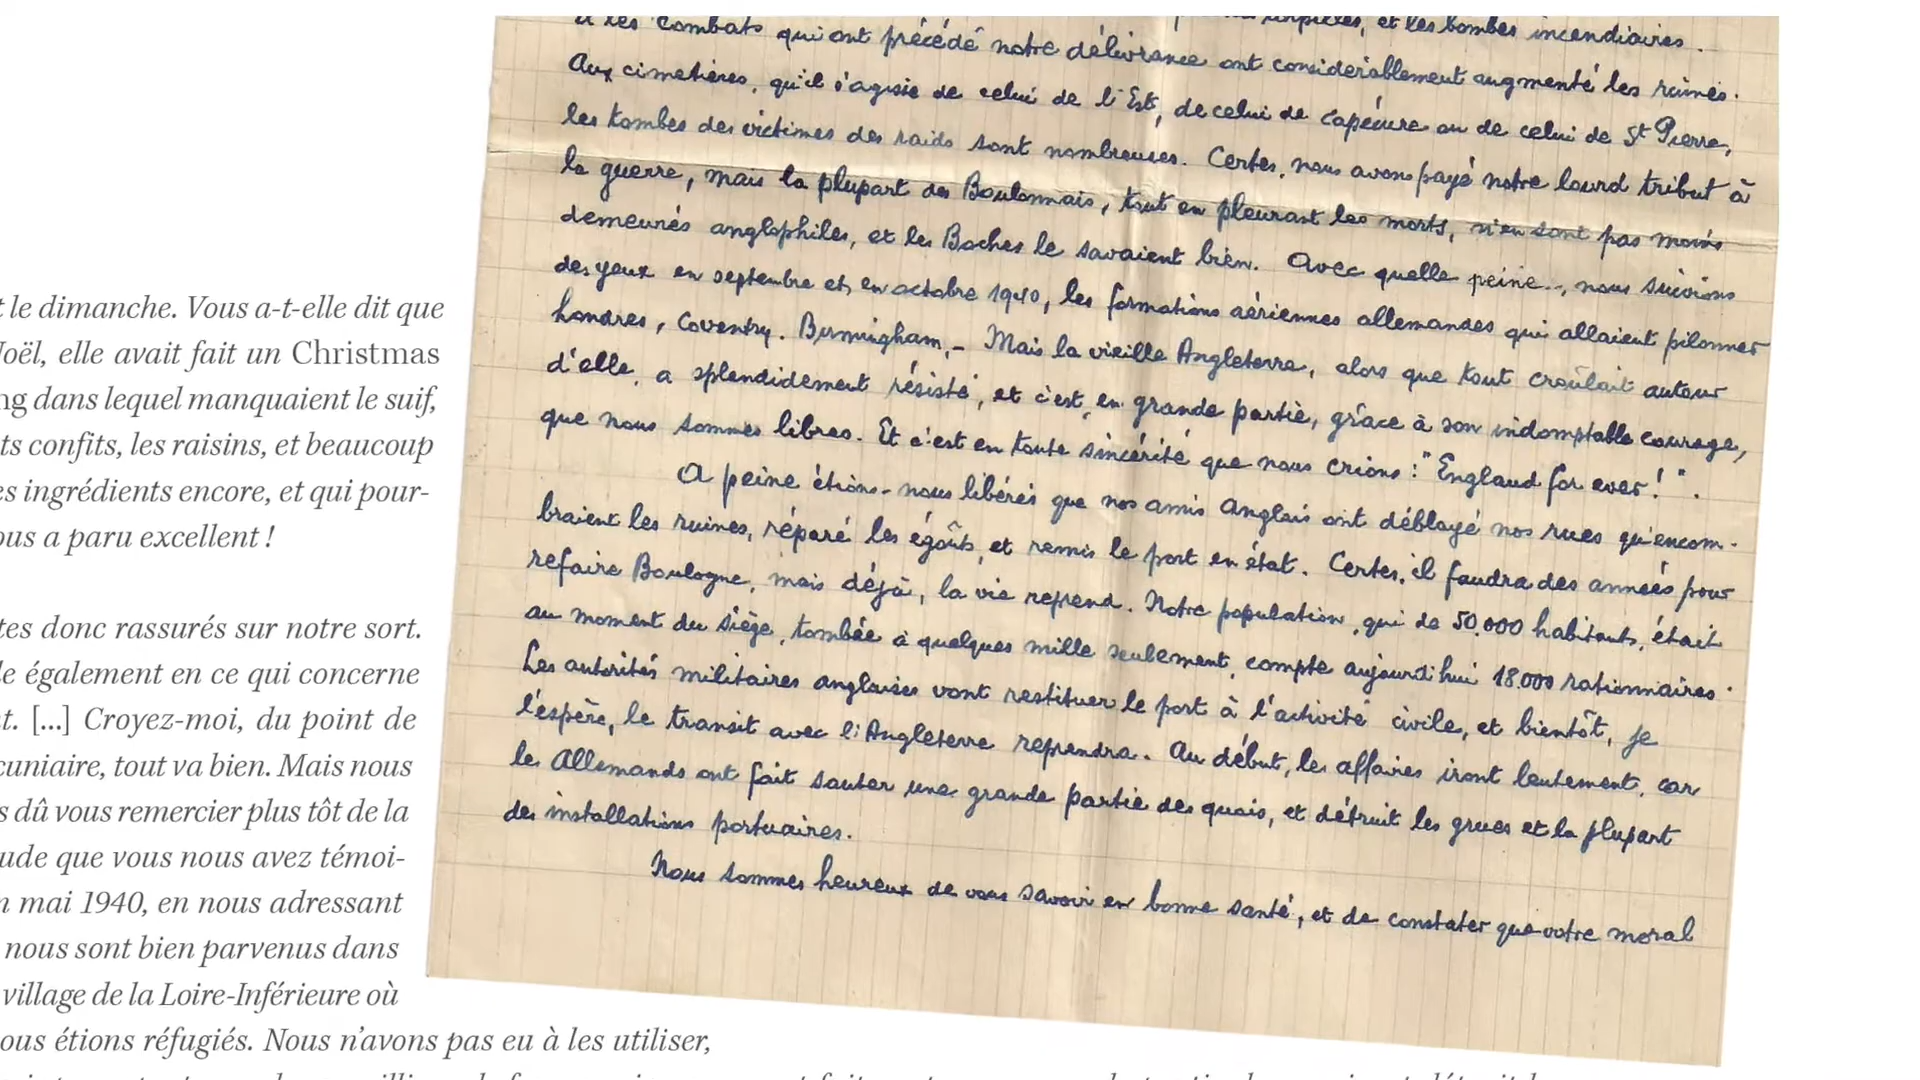 t le dimanche. Vous a-t-elle dit que
Noël, elle avait fait un Christmas
ng dans lequel manquaient le suif,
ts confits, les raisins, et beaucoup
es ingrédients encore, et qui pour-
ous a paru excellent !
tes donc rassurés sur notre sort.
le également en ce qui concerne
t. [...] Croyez-moi, du point de
cuniaire, tout va bien. Mais nous
s dû vous remercier plus tôt de la
ude que vous nous avez témoi-
n mai 1940, en nous adressant
nous sont bien parvenus dans
village de la Loire-Inférieure où
ous étions réfugiés. Nous n’avons pas eu à les utiliser,
et les bombes incendiaires.
les combats qui ont précédé notre délivrance ont considérablement augmenté les ruines.
Aux cimetières, qu'il s'agisse de celui de l'Est, de celui de Capécure ou de celui de St Pierre,
les tombes des victimes des raids sont nombreuses. Certes, nous avons payé notre lourd tribut à
la guerre, mais la plupart des Boulonnais, tout en pleurant les morts, n'en sont pas moins
demeurés anglophiles, et les Boches le savaient bien. Avec quelle peine.., nous suivions
des yeux en septembre et en octobre 1940, les formations aériennes allemandes qui allaient pilonner
Londres, Coventry. Birmingham.- Mais la vieille Angleterre, alors que tout croûlait autour
d'elle, a splendidement résisté, et c'est, en grande partie, grâce à son indomptable courage,
que nous sommes libres. Et c'est en toute sincérité que nous crions : "England for ever! ".
A peine étions-nous libérés que nos amis Anglais ont déblayé nos rues qu'encom-
braient les ruines, réparé les égoûts, et remis le port en état. Certes, il faudra des années pour
refaire Boulogne, mais déjà, la vie reprend. Notre population, qui de 50.000 habitants, était
au moment du siège, tombée à quelques mille seulement, compte aujourd'hui 18.000 rationnaires.
Les autorités militaires anglaises vont restituer le port à l'activité civile, et bientôt, je
l'espère, le transit avec l'Angleterre reprendra. Au début, les affaires iront lentement, car
les Allemands ont fait sauter une grande partie des quais, et détruit les grues et la plupart
des installations portuaires.
Nous sommes heureux de vous savoir en bonne santé, et de constater que votre moral